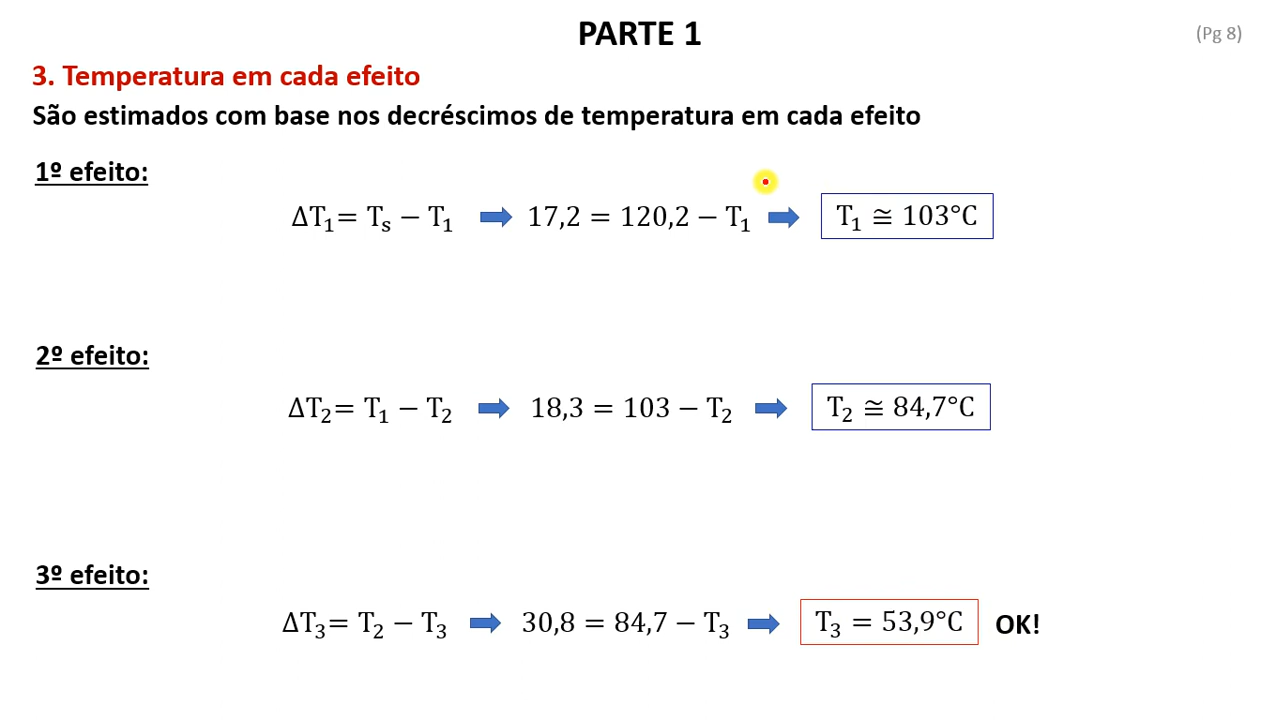 PARTE 1
(Pg 8)
3. Temperatura em cada efeito
São estimados com base nos decréscimos de temperatura em cada efeito
1º efeito:
ΔT₁= Tₛ − T₁ 17,2 = 120,2 − T₁ T₁ ≅ 103°C
2º efeito:
ΔT₂= T₁ − T₂ 18,3 = 103 − T₂ T₂ ≅ 84,7°C
3º efeito:
ΔT₃= T₂ − T₃ 30,8 = 84,7 − T₃ T₃ = 53,9°C OK!